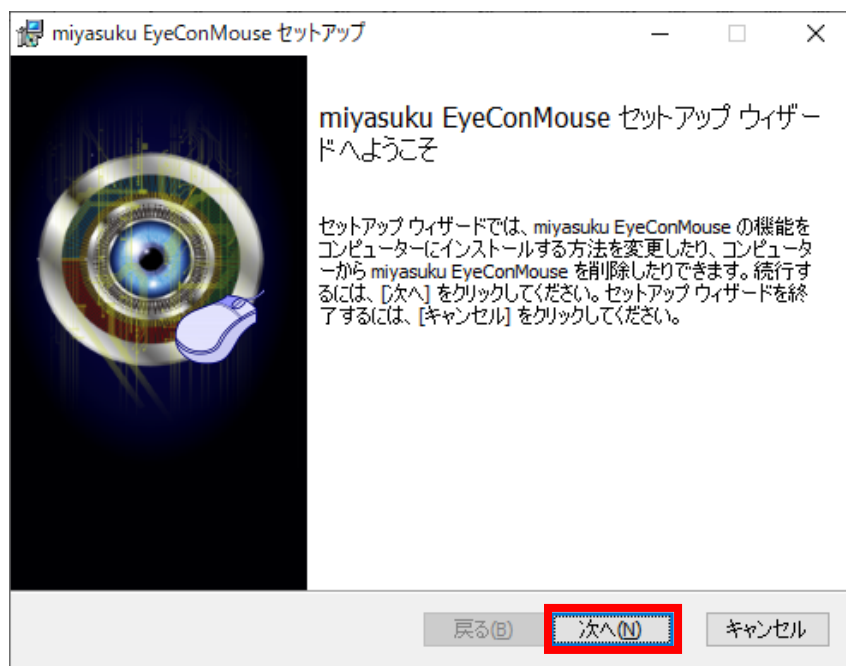 miyasuku EyeConMouse セットアップ
miyasuku EyeConMouse セットアップ ウィザー
ドへようこそ
セットアップ ウィザードでは、miyasuku EyeConMouse の機能を
コンピューターにインストールする方法を変更したり、コンピュータ
ーから miyasuku EyeConMouse を削除したりできます。続行す
るには、[次へ] をクリックしてください。セットアップ ウィザードを終
了するには、[キャンセル] をクリックしてください。
戻る(B) 次へ(N) キャンセル